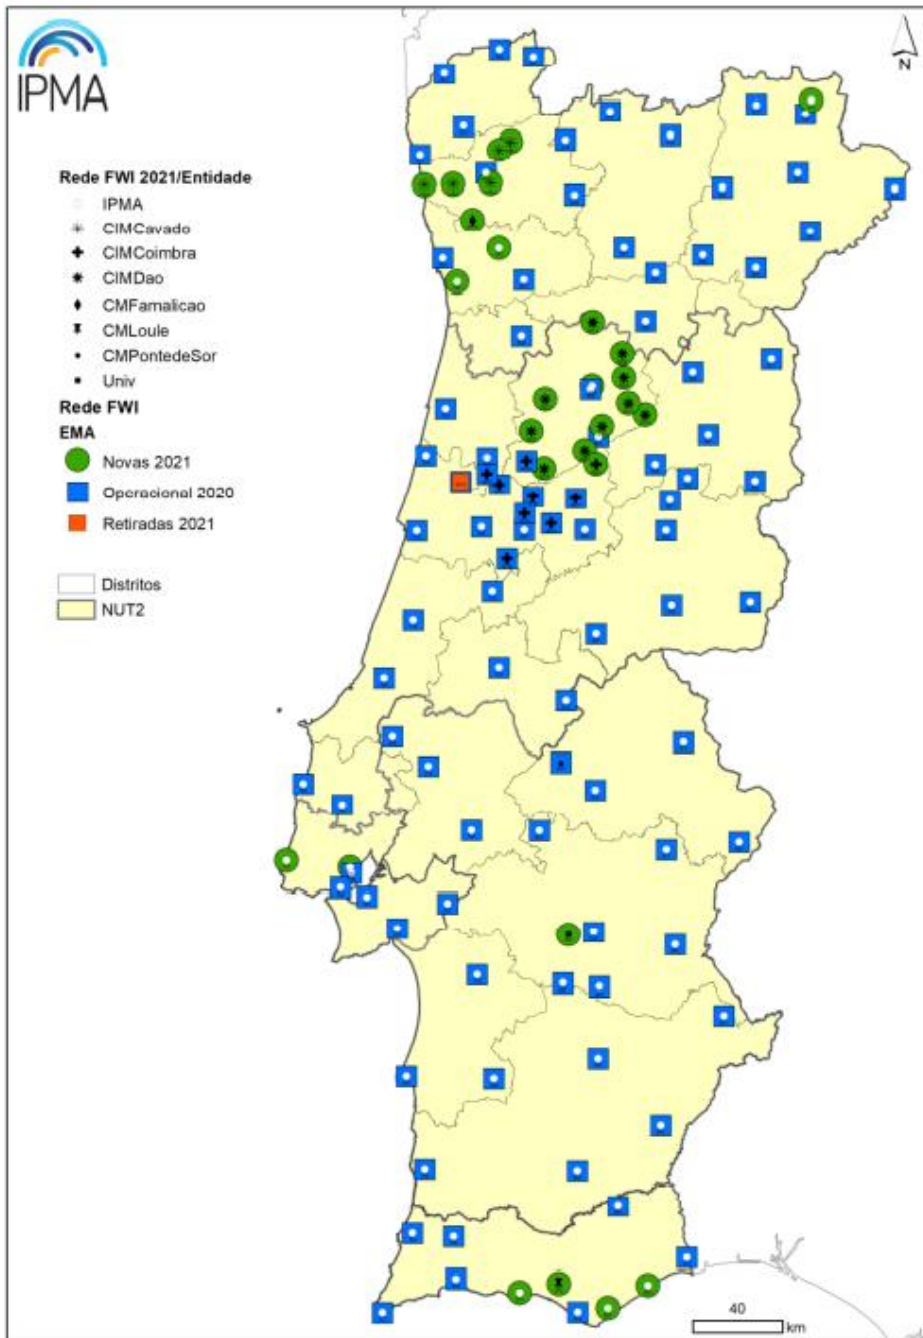 IPMA
N
Rede FWI 2021/Entidade
IPMA
CIMCavado
CIMCoimbra
CIMDao
CMFamalicao
CMLoule
CMPontedeSor
Univ
Rede FWI
EMA
Novas 2021
Operacional 2020
Retiradas 2021
Distritos
NUT2
40
km